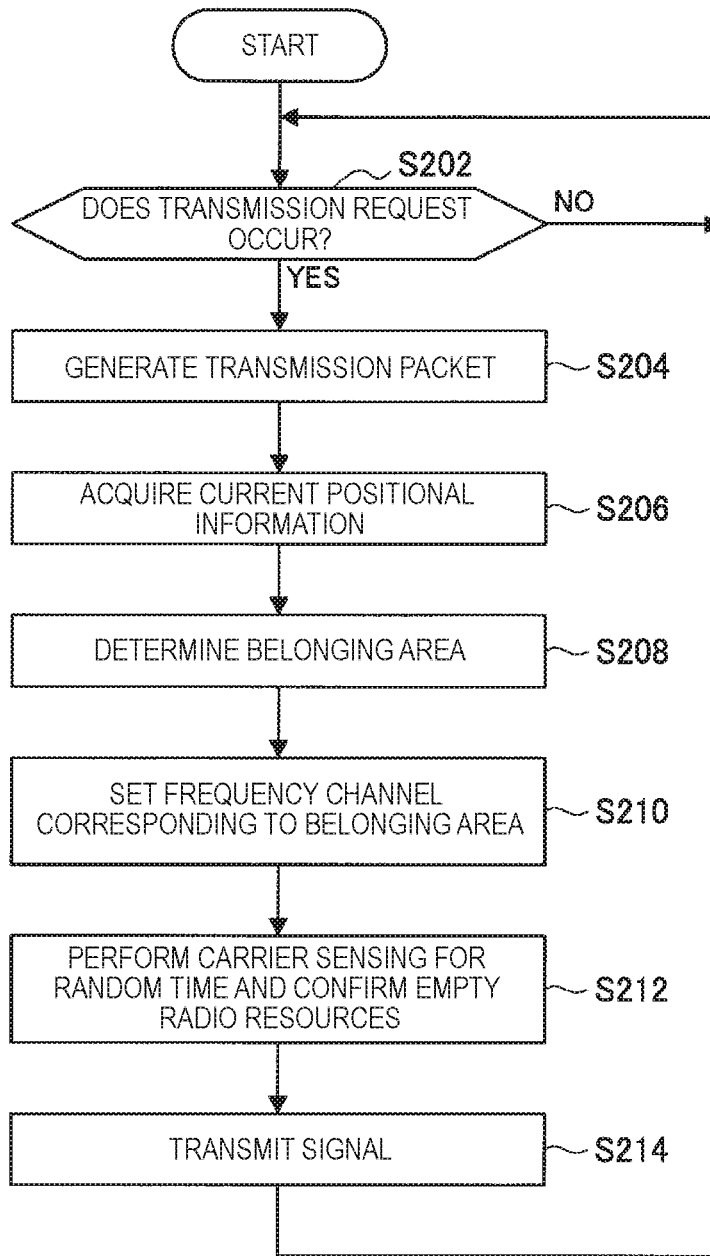 START
S202
DOES TRANSMISSION REQUEST
OCCUR?
NO
YES
GENERATE TRANSMISSION PACKET
S204
ACQUIRE CURRENT POSITIONAL
INFORMATION
S206
DETERMINE BELONGING AREA
S208
SET FREQUENCY CHANNEL
CORRESPONDING TO BELONGING AREA
S210
PERFORM CARRIER SENSING FOR
RANDOM TIME AND CONFIRM EMPTY
RADIO RESOURCES
S212
TRANSMIT SIGNAL
S214